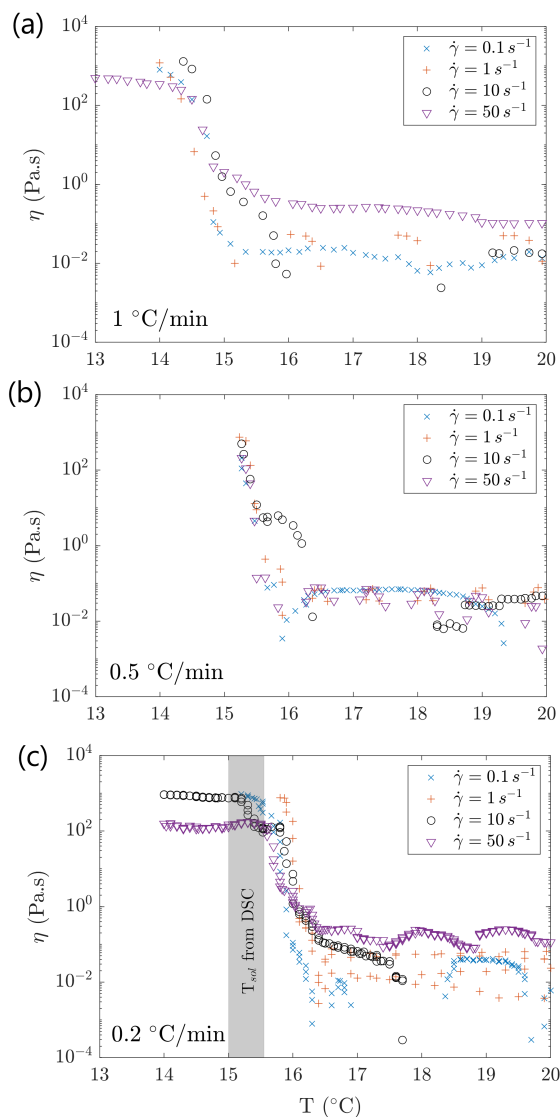 (a)
10^4
10^2
10^0
10^{-2}
10^{-4}
η (Pa.s)
γ̇ = 0.1 s^{-1}
γ̇ = 1 s^{-1}
γ̇ = 10 s^{-1}
γ̇ = 50 s^{-1}
1 °C/min
13 14 15 16 17 18 19 20
(b)
10^4
10^2
10^0
10^{-2}
10^{-4}
η (Pa.s)
γ̇ = 0.1 s^{-1}
γ̇ = 1 s^{-1}
γ̇ = 10 s^{-1}
γ̇ = 50 s^{-1}
0.5 °C/min
13 14 15 16 17 18 19 20
(c)
10^4
10^2
10^0
10^{-2}
10^{-4}
η (Pa.s)
γ̇ = 0.1 s^{-1}
γ̇ = 1 s^{-1}
γ̇ = 10 s^{-1}
γ̇ = 50 s^{-1}
T_{sol} from DSC
0.2 °C/min
13 14 15 16 17 18 19 20
T (°C)